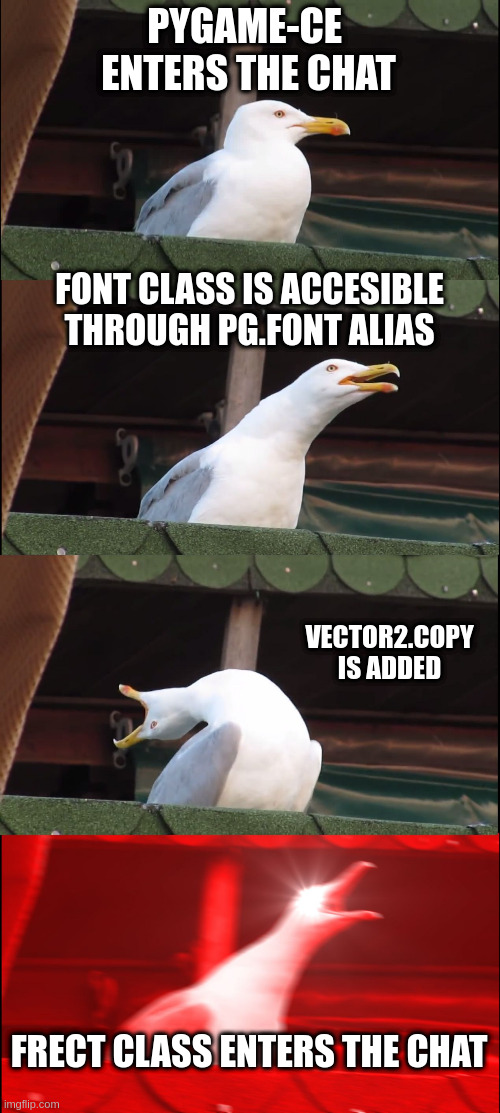 PYGAME-CE
ENTERS THE CHAT
FONT CLASS IS ACCESIBLE
THROUGH PG.FONT ALIAS
VECTOR2.COPY
IS ADDED
FRECT CLASS ENTERS THE CHAT
imgflip.com